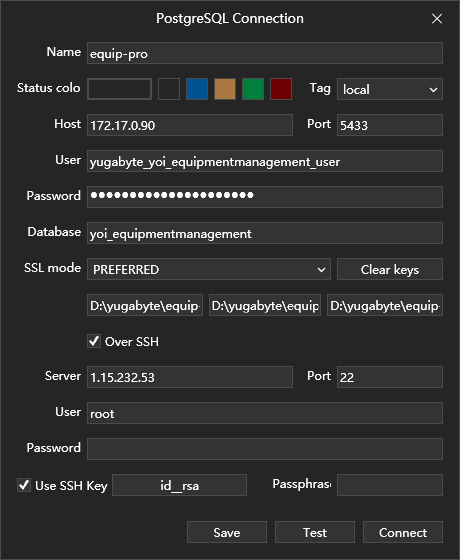 PostgreSQL Connection
Name equip-pro
Status colo Tag local
Host 172.17.0.90 Port 5433
User yugabyte_yoi_equipmentmanagement_user
Password ●●●●●●●●●●●●●●●●●●●●●
Database yoi_equipmentmanagement
SSL mode PREFERRED Clear keys
D:\yugabyte\equip- D:\yugabyte\equip- D:\yugabyte\equip-
Over SSH
Server 1.15.232.53 Port 22
User root
Password
Use SSH Key id__rsa Passphrase
Save Test Connect